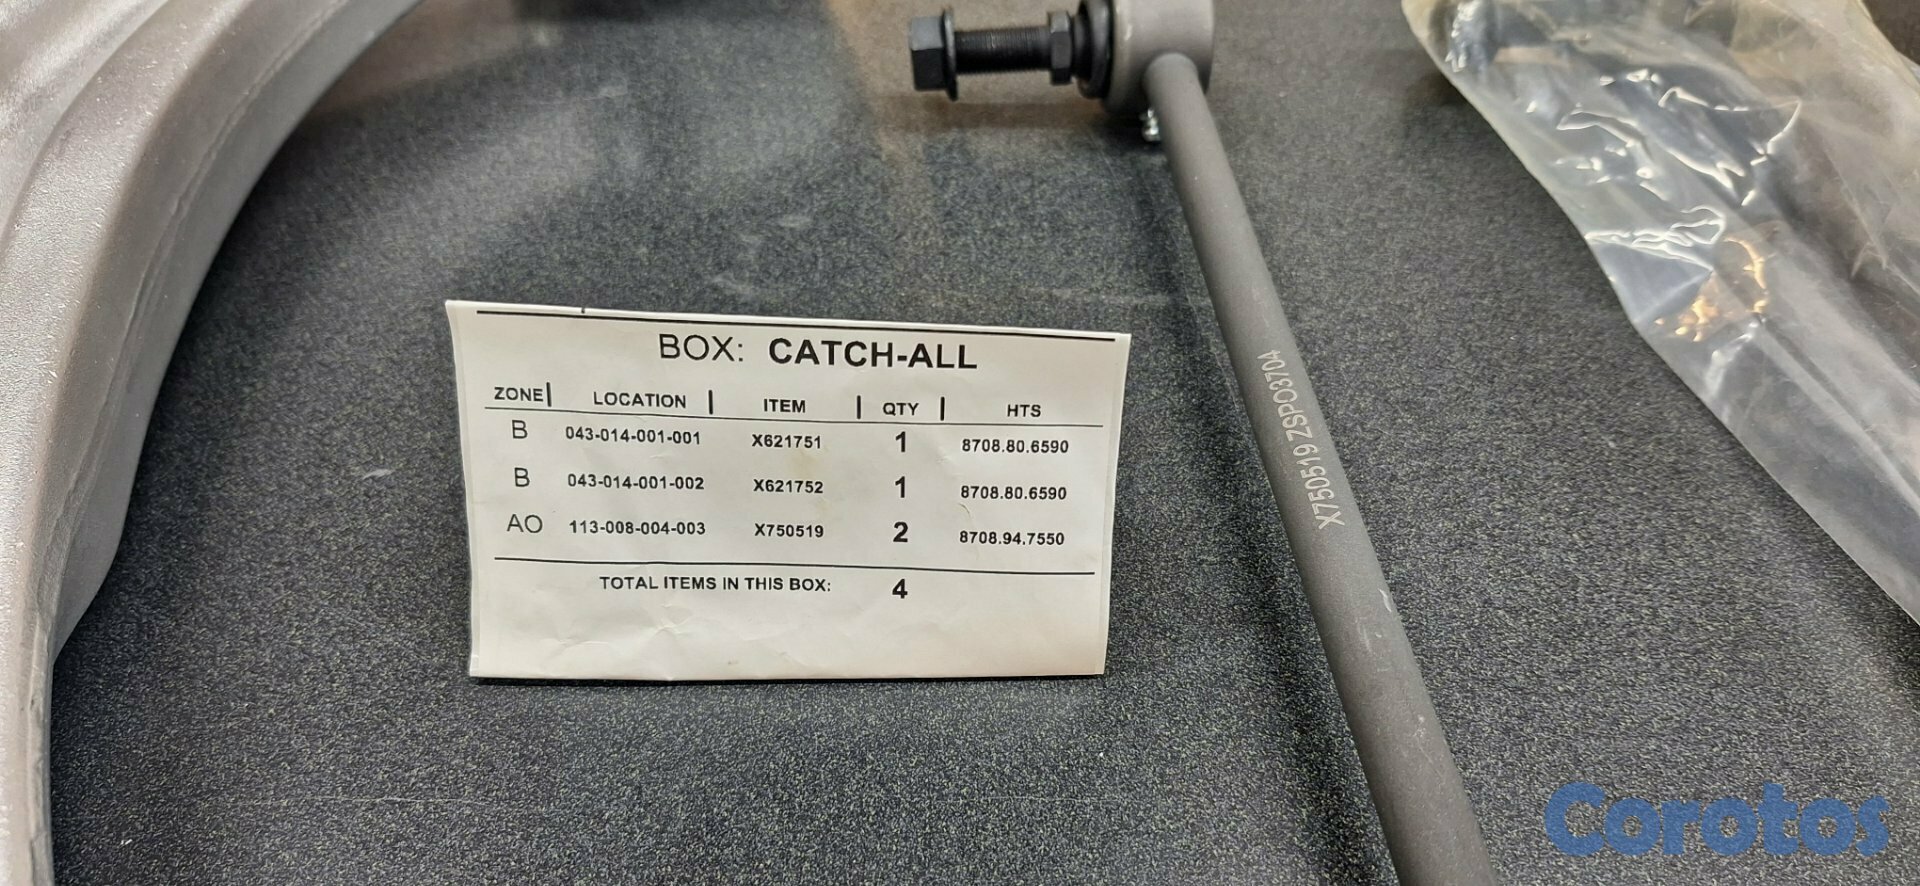 BOX: CATCH-ALL
ZONE | LOCATION | ITEM | QTY | HTS
B 043-014-001-001 X621751 1 8708.80.6590
B 043-014-001-002 X621752 1 8708.80.6590
AO 113-008-004-003 X750519 2 8708.94.7550
TOTAL ITEMS IN THIS BOX: 4
X750519 ZSP03704
Corotos